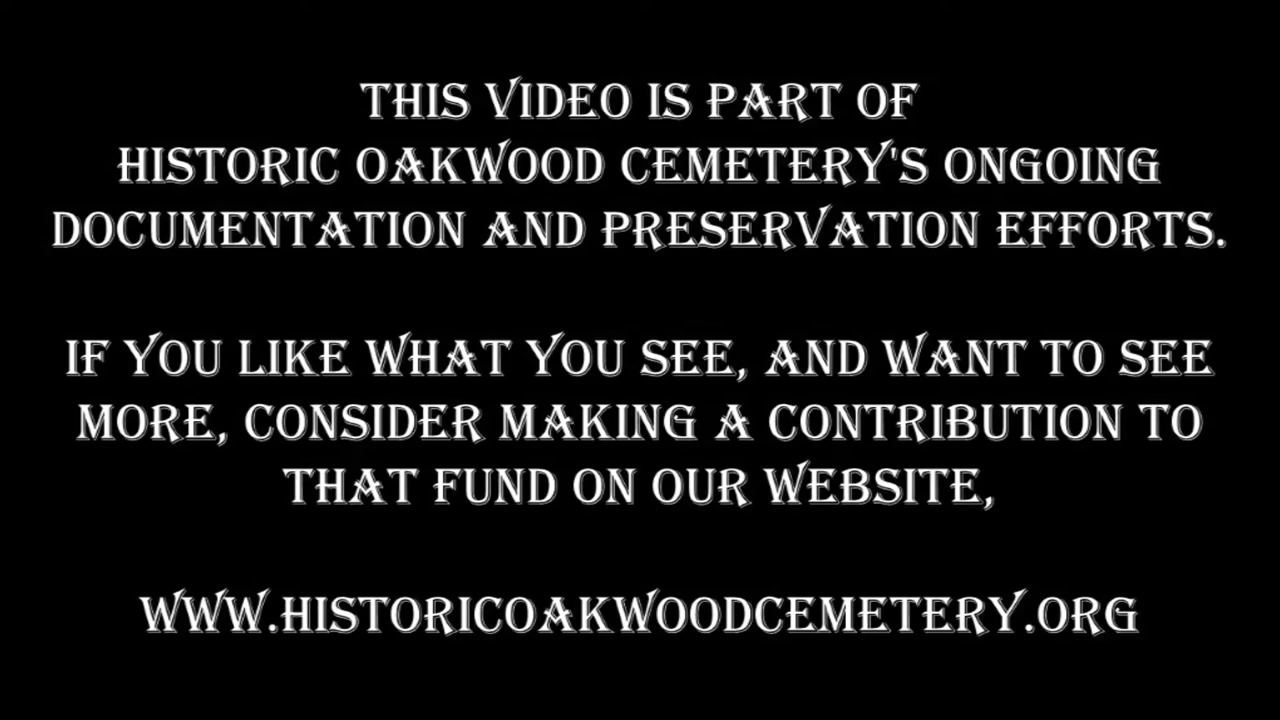 THIS VIDEO IS PART OF
HISTORIC OAKWOOD CEMETERY'S ONGOING
DOCUMENTATION AND PRESERVATION EFFORTS.
IF YOU LIKE WHAT YOU SEE, AND WANT TO SEE
MORE, CONSIDER MAKING A CONTRIBUTION TO
THAT FUND ON OUR WEBSITE,
WWW.HISTORICOAKWOODCEMETERY.ORG